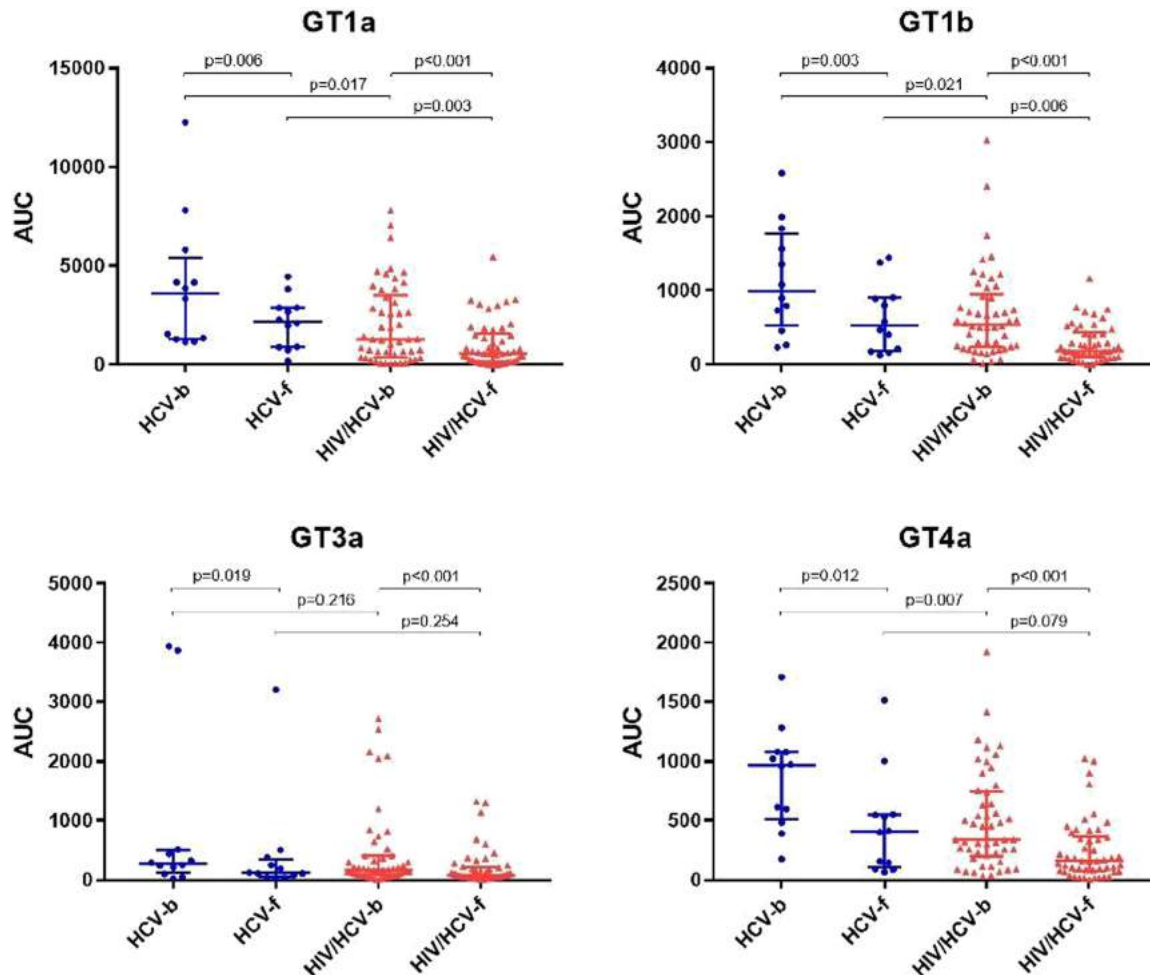 GT1a
p=0.006
p<0.001
p=0.017
p=0.003
AUC
15000
10000
5000
0
HCV-b
HCV-f
HIV/HCV-b
HIV/HCV-f
GT1b
p=0.003
p<0.001
p=0.021
p=0.006
AUC
4000
3000
2000
1000
0
HCV-b
HCV-f
HIV/HCV-b
HIV/HCV-f
GT3a
p=0.019
p<0.001
p=0.216
p=0.254
AUC
5000
4000
3000
2000
1000
0
HCV-b
HCV-f
HIV/HCV-b
HIV/HCV-f
GT4a
p=0.012
p<0.001
p=0.007
p=0.079
AUC
2500
2000
1500
1000
500
0
HCV-b
HCV-f
HIV/HCV-b
HIV/HCV-f